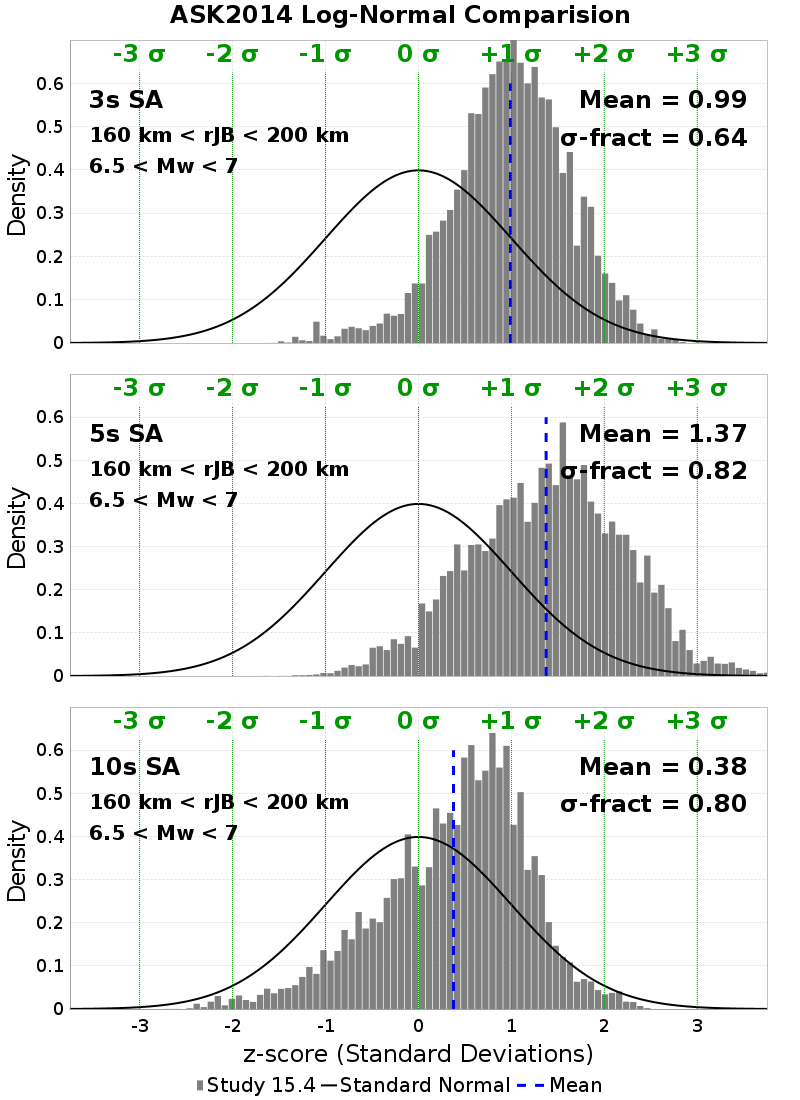 ASK2014 Log-Normal Comparision
-3 σ -2 σ -1 σ 0 σ +1 σ +2 σ +3 σ
3s SA
Mean = 0.99
160 km < rJB < 200 km
σ-fract = 0.64
6.5 < Mw < 7
0.6
0.5
0.4
0.3
0.2
0.1
0
Density
-3 σ -2 σ -1 σ 0 σ +1 σ +2 σ +3 σ
5s SA
Mean = 1.37
160 km < rJB < 200 km
σ-fract = 0.82
6.5 < Mw < 7
0.6
0.5
0.4
0.3
0.2
0.1
0
Density
-3 σ -2 σ -1 σ 0 σ +1 σ +2 σ +3 σ
10s SA
Mean = 0.38
160 km < rJB < 200 km
σ-fract = 0.80
6.5 < Mw < 7
0.6
0.5
0.4
0.3
0.2
0.1
0
Density
-3 -2 -1 0 1 2 3
z-score (Standard Deviations)
Study 15.4 Standard Normal Mean